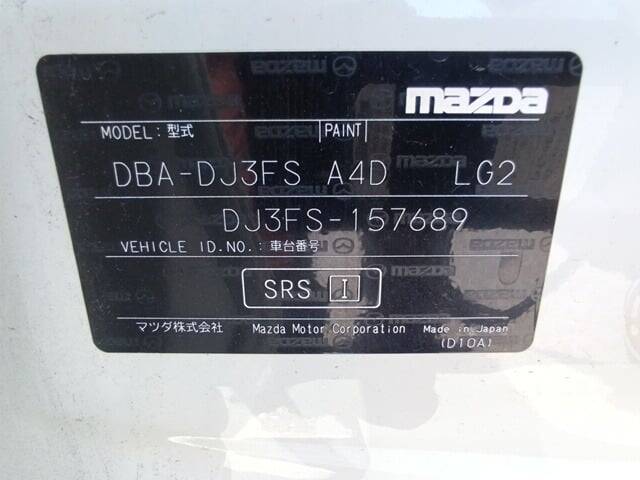 mazda
MODEL:型式 PAINT
DBA-DJ3FS A4D LG2
DJ3FS-157689
VEHICLE ID.NO.:車台番号
SRS I
マツダ株式会社 Mazda Motor Corporation Made in Japan
(D10A)